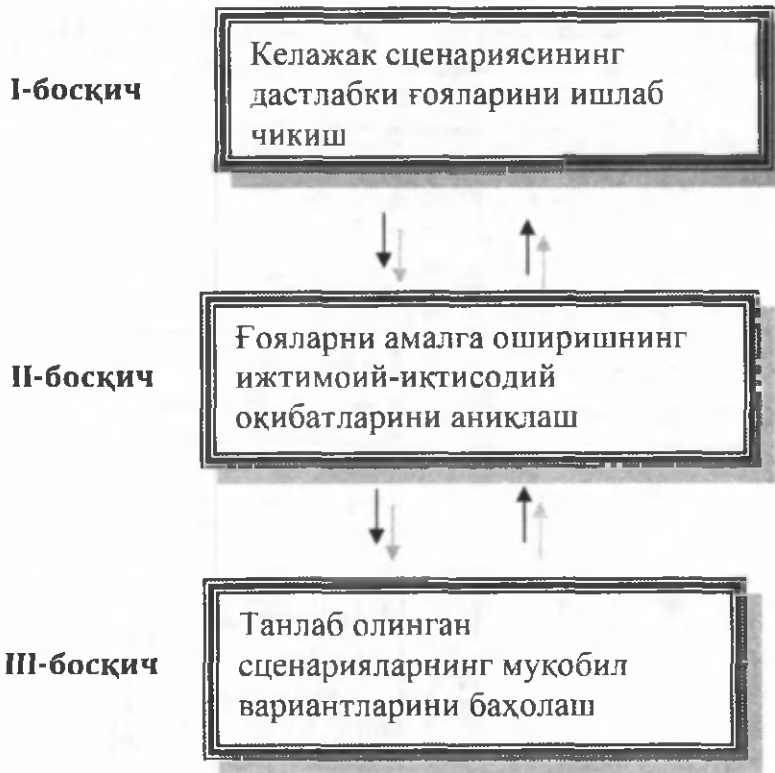 I-босқич
Келажак сценариясининг
дастлабки ғояларини ишлаб
чикиш
II-босқич
Ғояларни амалга оширишнинг
ижтимоий-иқтисодий
оқибатларини аниқлаш
III-босқич
Танлаб олинган
сценарияларнинг муқобил
вариантларини баҳолаш